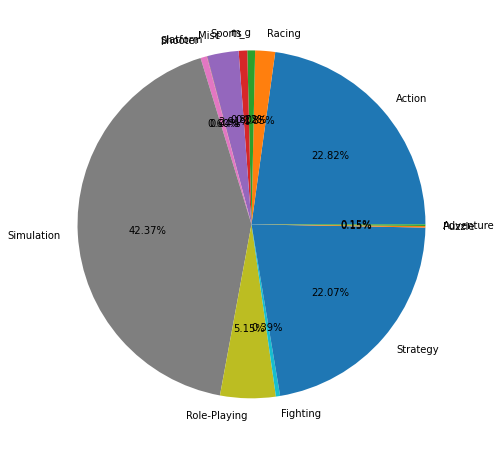 Sports
Racing
platform
Shooter
Action
22.82%
Adventure
0.15%
Puzzle
Simulation
42.37%
22.07%
5.15%
0.39%
Strategy
Role-Playing
Fighting